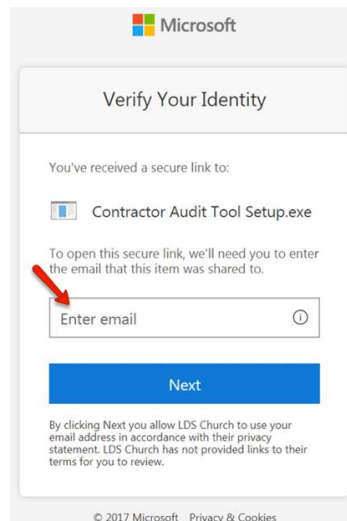 Microsoft
Verify Your Identity
You've received a secure link to:
Contractor Audit Tool Setup.exe
To open this secure link, we'll need you to enter
the email that this item was shared to.
Enter email
Next
By clicking Next you allow LDS Church to use your
email address in accordance with their privacy
statement. LDS Church has not provided links to their
terms for you to review.
© 2017 Microsoft Privacy & Cookies